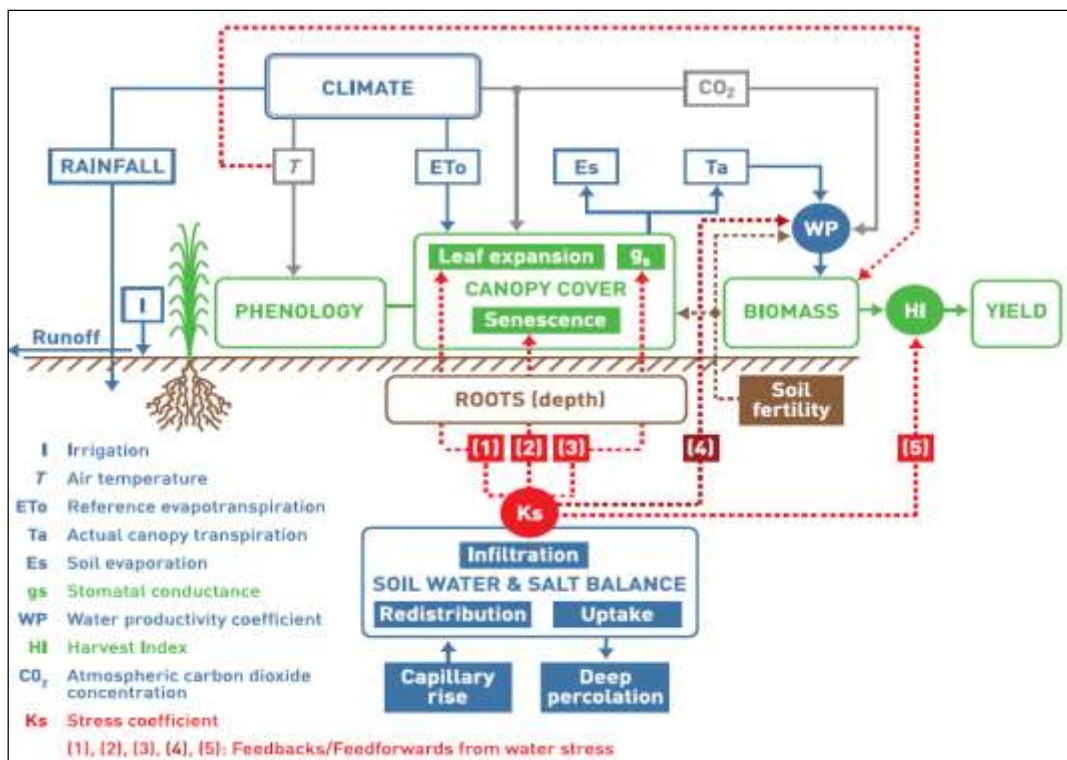 CLIMATE
CO₂
RAINFALL
T
ETo
Es
Ta
WP
Leaf expansion
gs
CANOPY COVER
Senescence
PHENOLOGY
BIOMASS
HI
YIELD
I
Runoff
ROOTS (depth)
Soil
fertility
(1)
(2)
(3)
(4)
(5)
Ks
Infiltration
SOIL WATER & SALT BALANCE
Redistribution
Uptake
Capillary
rise
Deep
percolation
I Irrigation
T Air temperature
ETo Reference evapotranspiration
Ta Actual canopy transpiration
Es Soil evaporation
gs Stomatal conductance
WP Water productivity coefficient
HI Harvest Index
CO₂ Atmospheric carbon dioxide
concentration
Ks Stress coefficient
(1), (2), (3), (4), (5): Feedbacks/Feedforwards from water stress